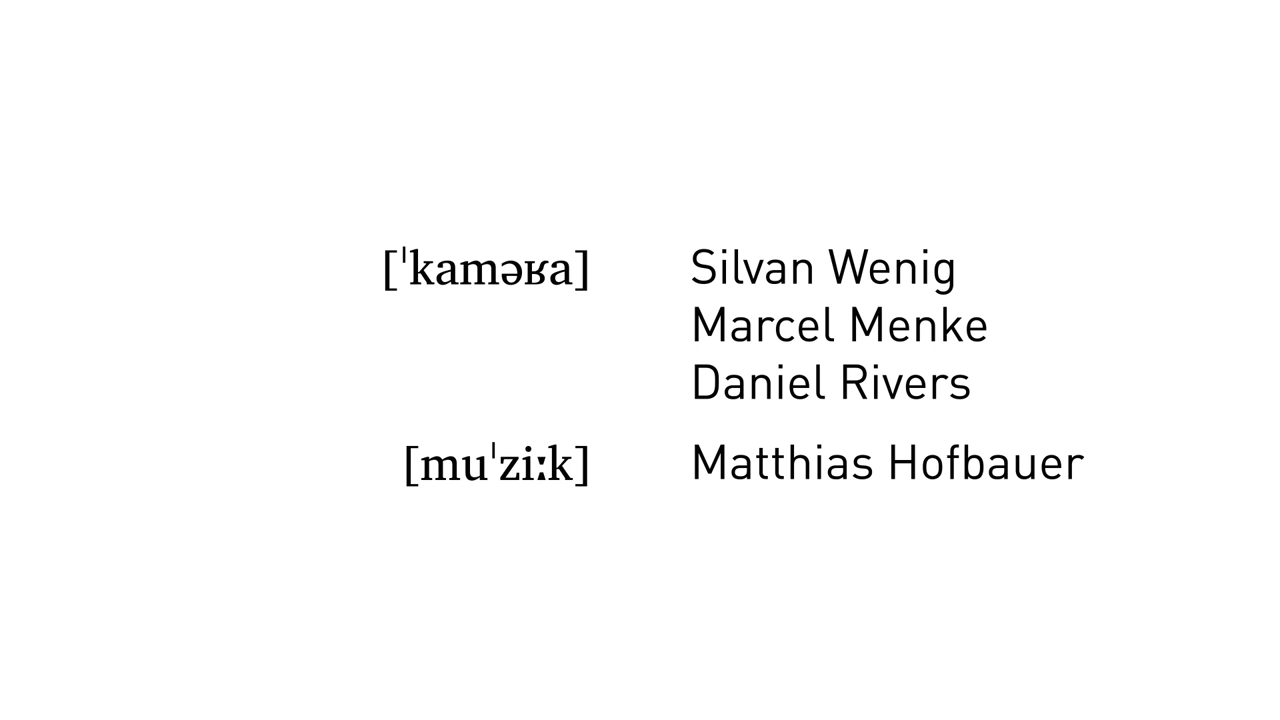 [ˈkaməʁa] Silvan Wenig
Marcel Menke
Daniel Rivers
[muˈziːk] Matthias Hofbauer